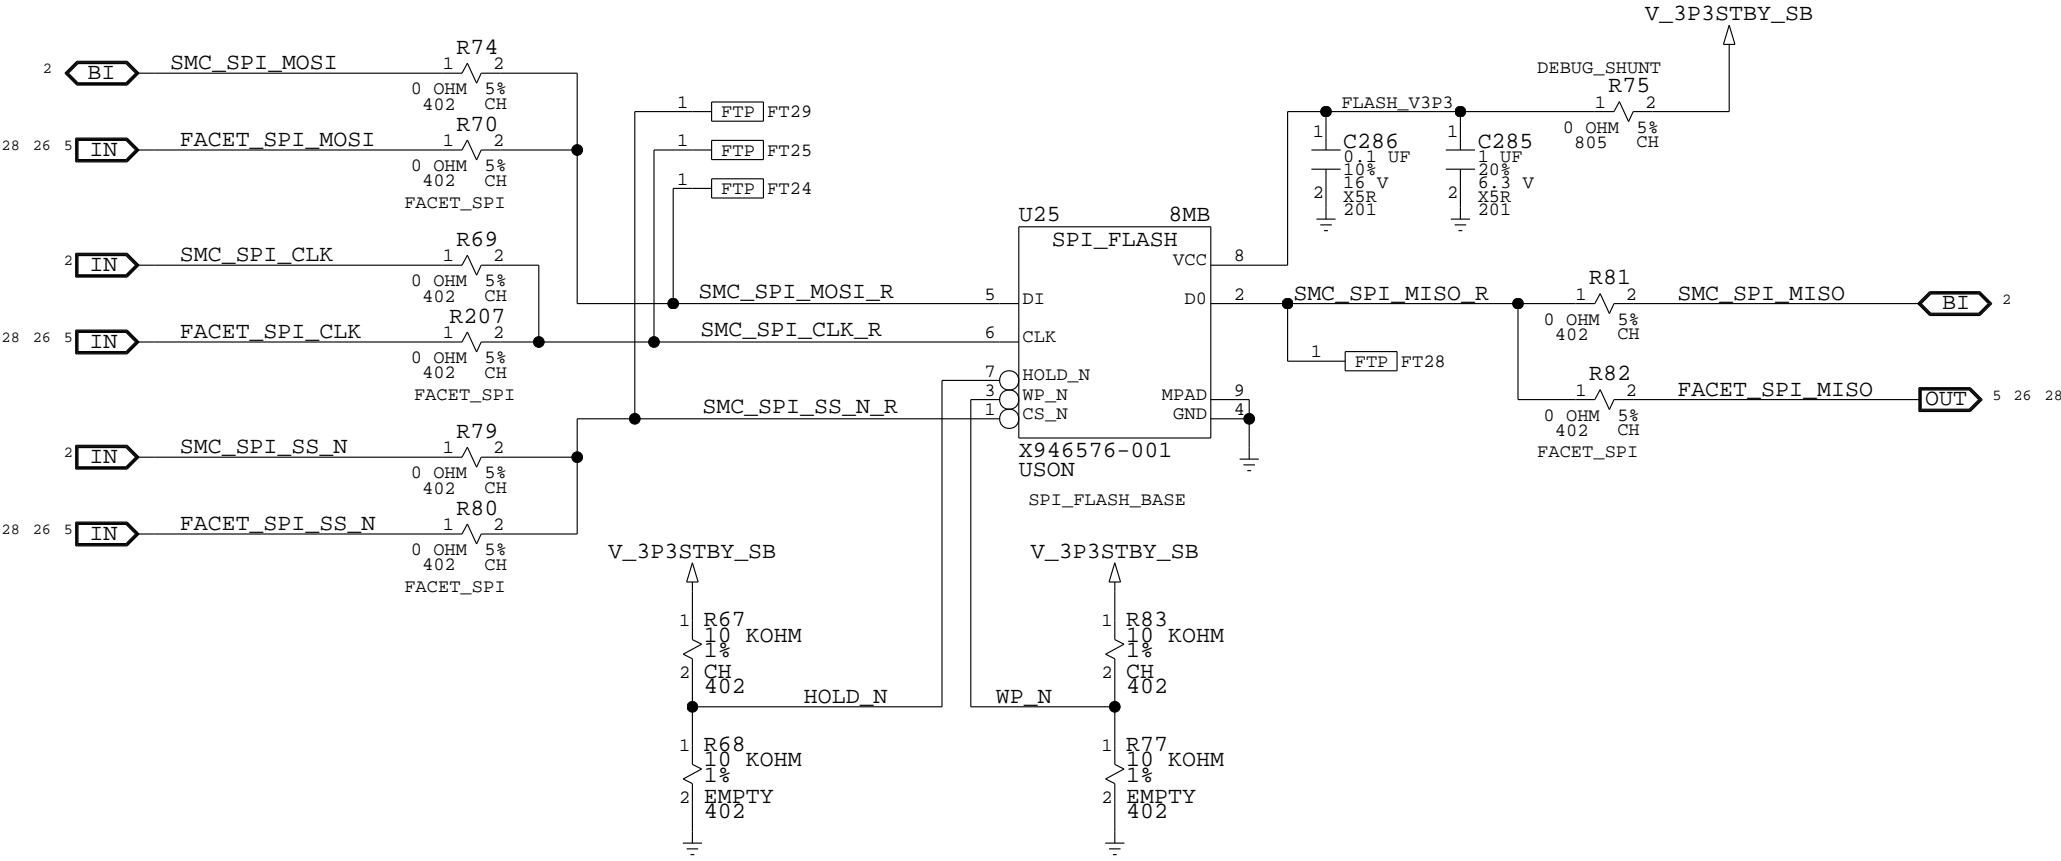 V_3P3STBY_SB
R74
2 BI SMC_SPI_MOSI 1 2
0 OHM 5%
402 CH
R70
28 26 5 IN FACET_SPI_MOSI 1 2
0 OHM 5%
402 CH
FACET_SPI
R69
2 IN SMC_SPI_CLK 1 2
0 OHM 5%
402 CH
R207
28 26 5 IN FACET_SPI_CLK 1 2
0 OHM 5%
402 CH
FACET_SPI
R79
2 IN SMC_SPI_SS_N 1 2
0 OHM 5%
402 CH
R80
28 26 5 IN FACET_SPI_SS_N 1 2
0 OHM 5%
402 CH
FACET_SPI
1 FTP FT29
1 FTP FT25
1 FTP FT24
SMC_SPI_MOSI_R
SMC_SPI_CLK_R
SMC_SPI_SS_N_R
U25 8MB
SPI_FLASH
VCC 8
5 DI D0 2
6 CLK
7 HOLD_N
3 WP_N MPAD 9
1 CS_N GND 4
X946576-001
USON
SPI_FLASH_BASE
DEBUG_SHUNT
R75
FLASH_V3P3 1 2
0 OHM 5%
805 CH
1 C286
0.1 UF
10%
16 V
2 X5R
201
1 C285
1 UF
20%
6.3 V
2 X5R
201
SMC_SPI_MISO_R
1 FTP FT28
R81
1 2 SMC_SPI_MISO BI 2
0 OHM 5%
402 CH
R82
1 2 FACET_SPI_MISO OUT 5 26 28
0 OHM 5%
402 CH
FACET_SPI
V_3P3STBY_SB
1 R67
10 KOHM
1%
2 CH
402
HOLD_N
1 R68
10 KOHM
1%
2 EMPTY
402
V_3P3STBY_SB
1 R83
10 KOHM
1%
2 CH
402
WP_N
1 R77
10 KOHM
1%
2 EMPTY
402